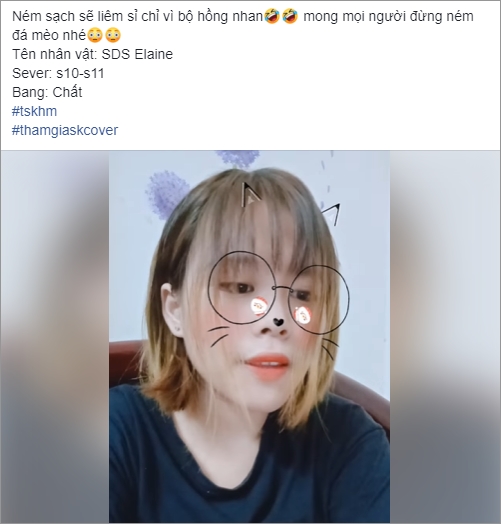 Ném sạch sẽ liêm sỉ chỉ vì bộ hồng nhan🤣🤣 mong mọi người đừng ném
đá mèo nhé😳😳
Tên nhân vật: SDS Elaine
Sever: s10-s11
Bang: Chất
#tskhm
#thamgiaskcover